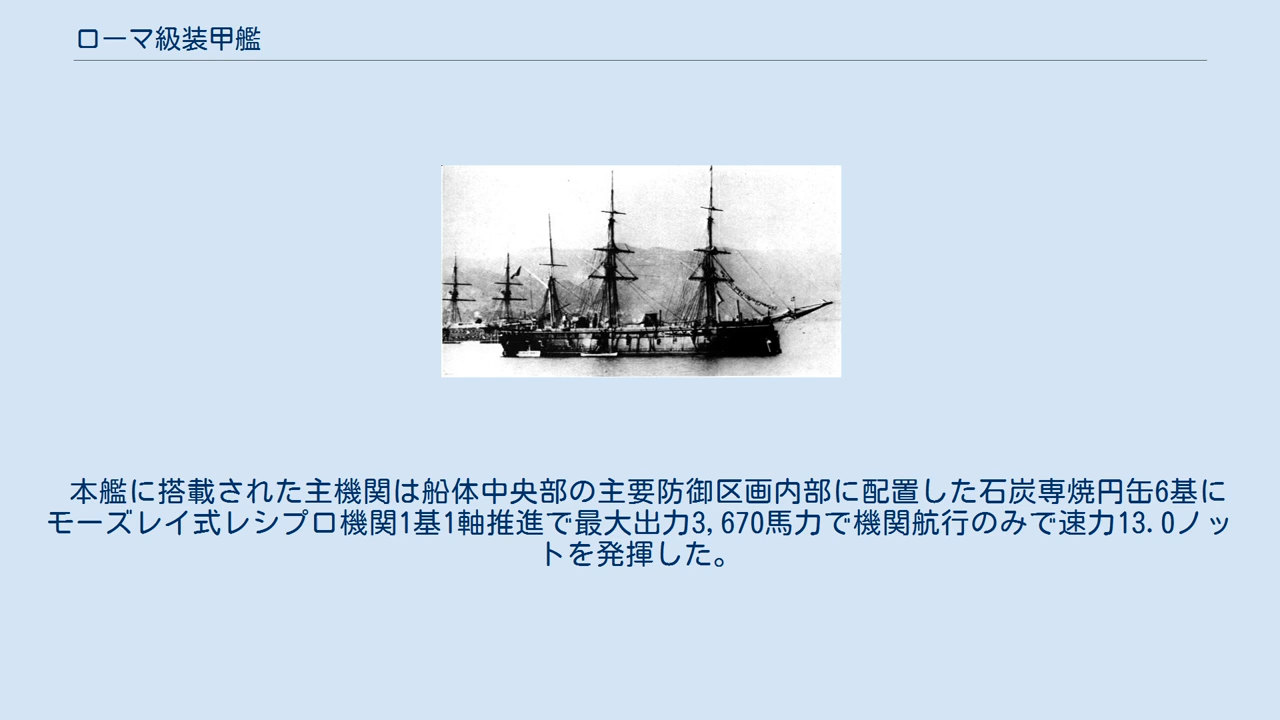 ローマ級装甲艦
本艦に搭載された主機関は船体中央部の主要防御区画内部に配置した石炭専焼円缶6基に
モーズレイ式レシプロ機関1基1軸推進で最大出力3,670馬力で機関航行のみで速力13.0ノッ
トを発揮した。